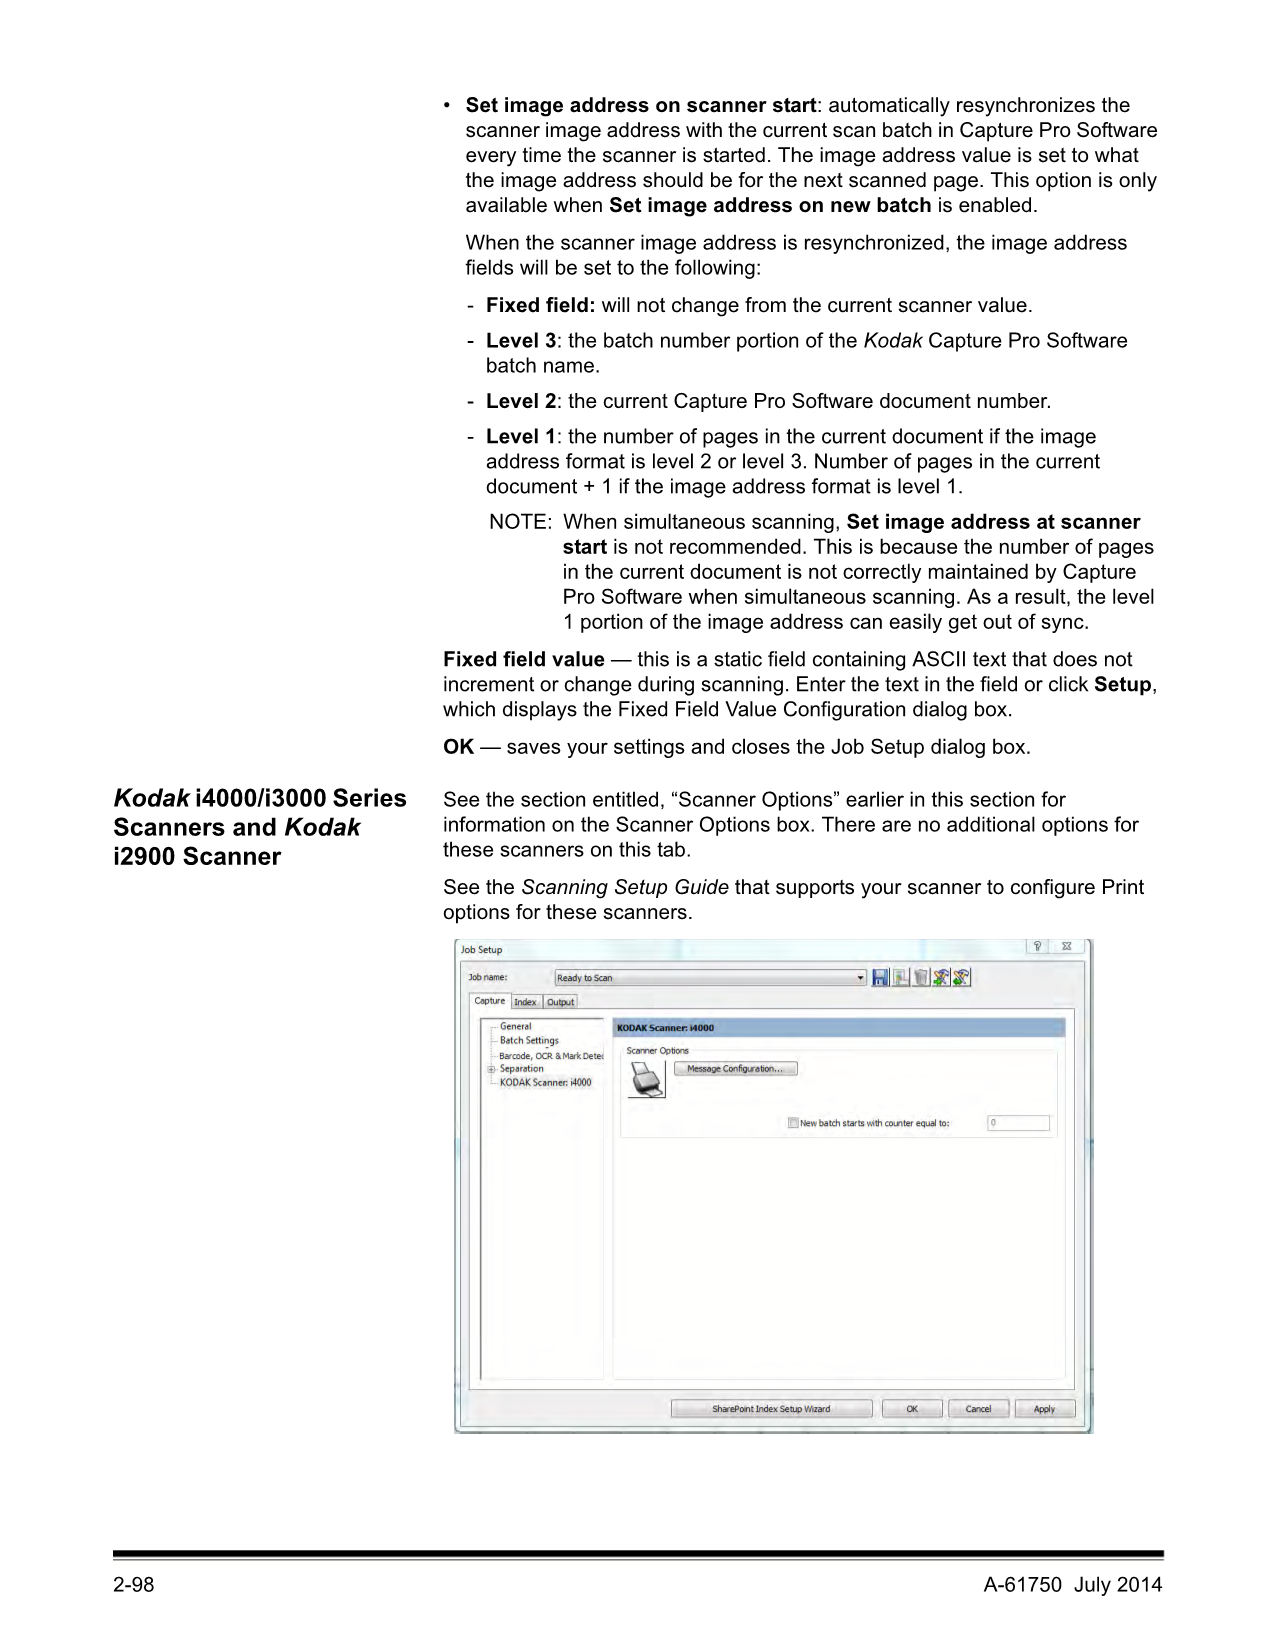 • Set image address on scanner start: automatically resynchronizes the
scanner image address with the current scan batch in Capture Pro Software
every time the scanner is started. The image address value is set to what
the image address should be for the next scanned page. This option is only
available when Set image address on new batch is enabled.
When the scanner image address is resynchronized, the image address
fields will be set to the following:
- Fixed field: will not change from the current scanner value.
- Level 3: the batch number portion of the Kodak Capture Pro Software
batch name.
- Level 2: the current Capture Pro Software document number.
- Level 1: the number of pages in the current document if the image
address format is level 2 or level 3. Number of pages in the current
document + 1 if the image address format is level 1.
NOTE: When simultaneous scanning, Set image address at scanner
start is not recommended. This is because the number of pages
in the current document is not correctly maintained by Capture
Pro Software when simultaneous scanning. As a result, the level
1 portion of the image address can easily get out of sync.
Fixed field value — this is a static field containing ASCII text that does not
increment or change during scanning. Enter the text in the field or click Setup,
which displays the Fixed Field Value Configuration dialog box.
OK — saves your settings and closes the Job Setup dialog box.
Kodak i4000/i3000 Series
Scanners and Kodak
i2900 Scanner
See the section entitled, “Scanner Options” earlier in this section for
information on the Scanner Options box. There are no additional options for
these scanners on this tab.
See the Scanning Setup Guide that supports your scanner to configure Print
options for these scanners.
Job Setup
Job name: Ready to Scan
Capture Index Output
General
Batch Settings
Barcode, OCR & Mark Detec
Separation
KODAK Scanner: i4000
KODAK Scanner: i4000
Scanner Options
Message Configuration...
New batch starts with counter equal to: 0
SharePoint Index Setup Wizard OK Cancel Apply
2-98 A-61750 July 2014